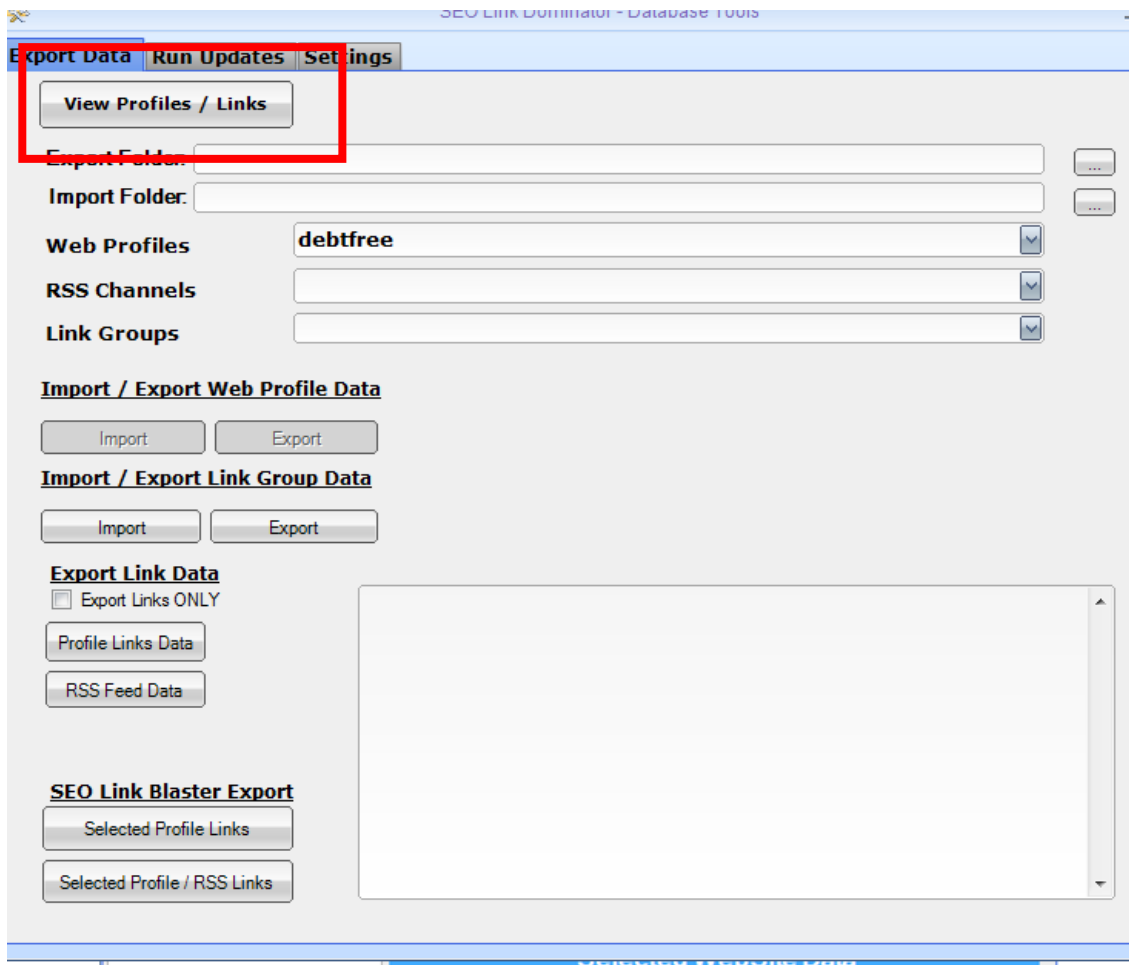 SEO Link Dominator - Database Tools
Export Data Run Updates Settings
View Profiles / Links
Export Folder:
...
Import Folder:
...
Web Profiles debtfree
RSS Channels
Link Groups
Import / Export Web Profile Data
Import Export
Import / Export Link Group Data
Import Export
Export Link Data
Export Links ONLY
Profile Links Data
RSS Feed Data
SEO Link Blaster Export
Selected Profile Links
Selected Profile / RSS Links